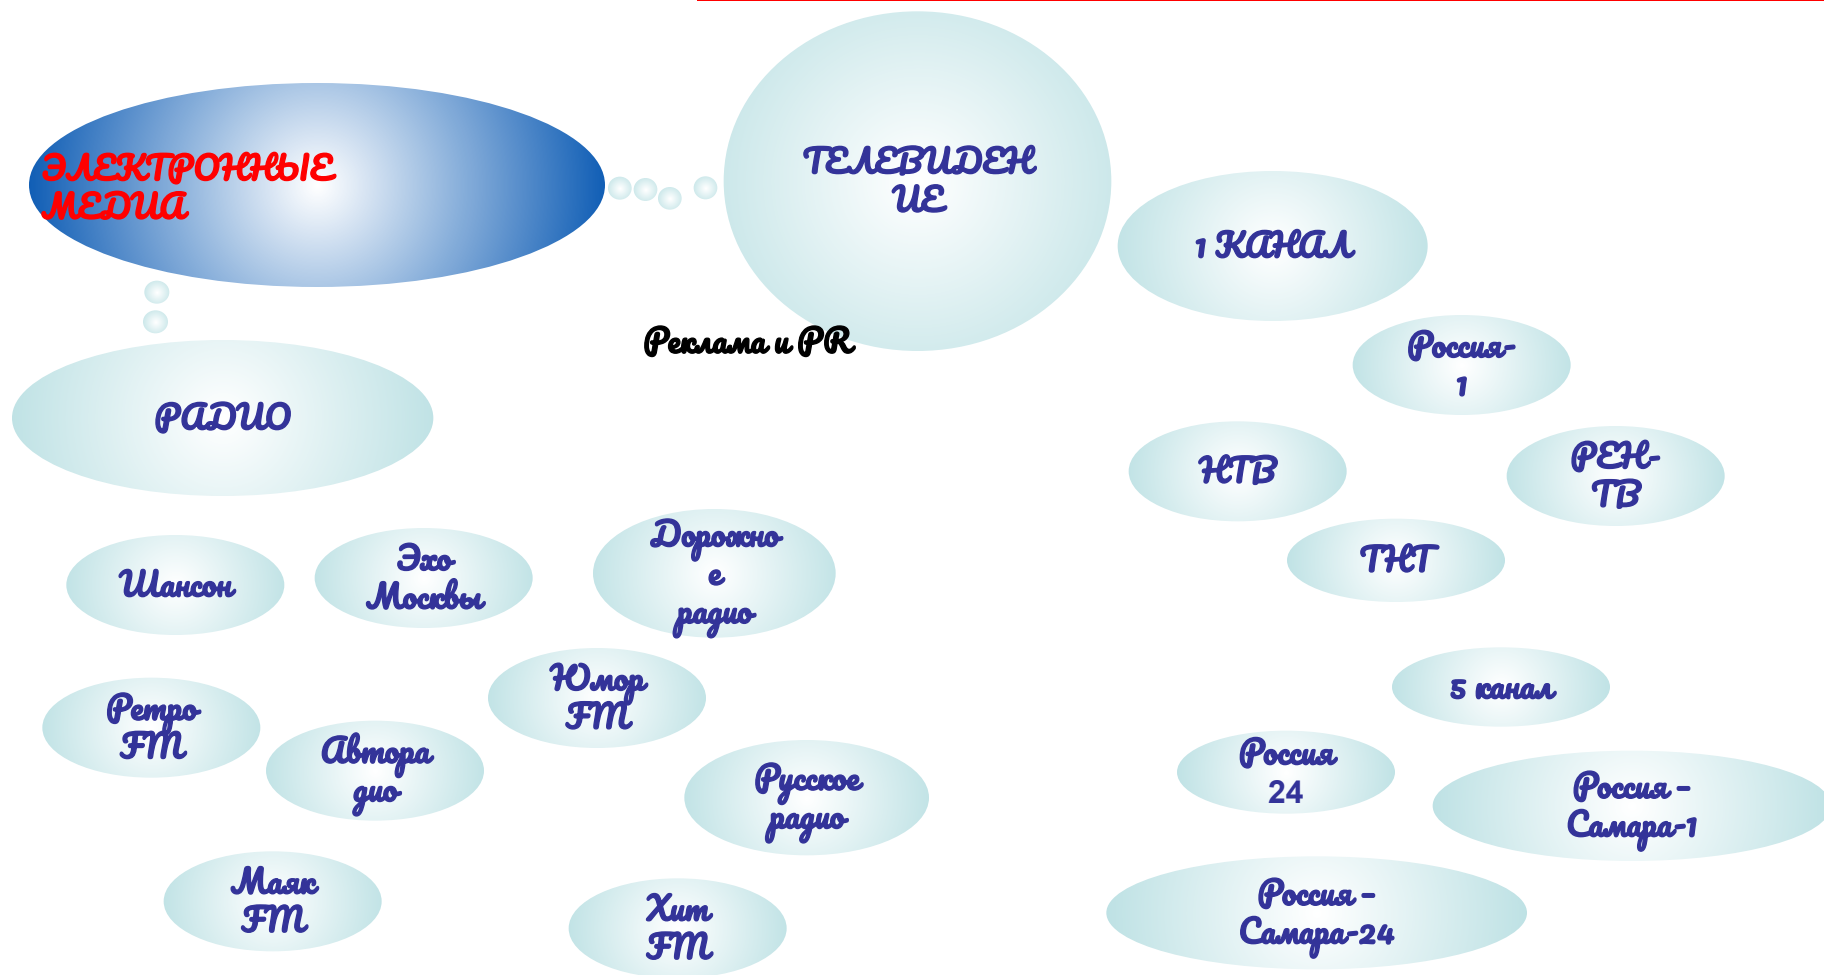 ЭЛЕКТРОННЫЕ
МЕДИА
ТЕЛЕВИДЕН
ИЕ
1 КАНАЛ
Реклама и PR
Россия-
1
РАДИО
НТВ
РЕН-
ТВ
ТНТ
Шансон
Эхо
Москвы
Дорожно
е
радио
Юмор
FM
5 канал
Ретро
FM
Автора
дио
Русское
радио
Россия
24
Россия –
Самара-1
Маяк
FM
Хит
FM
Россия –
Самара-24